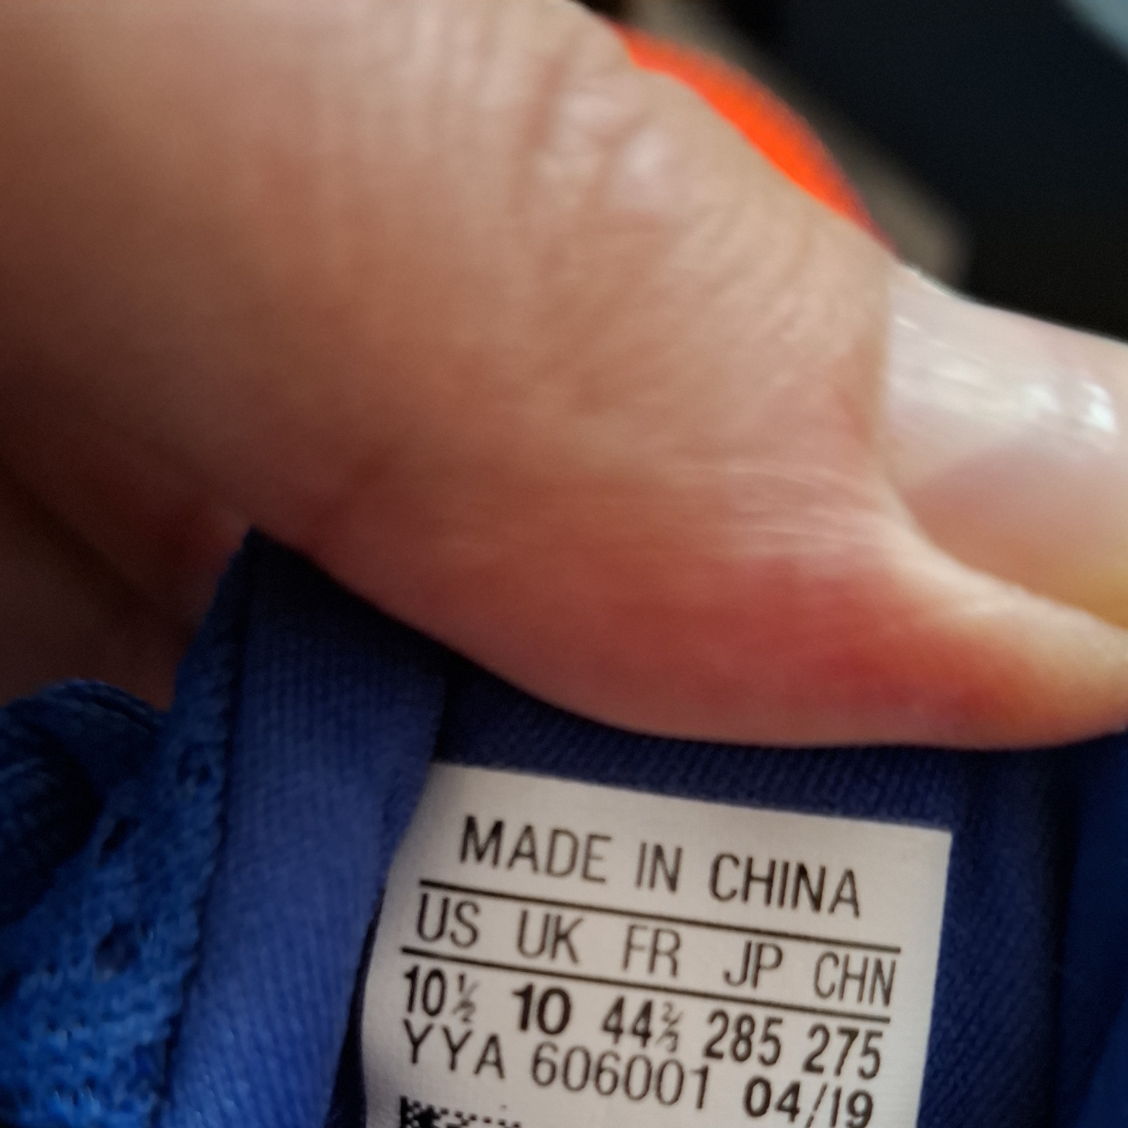 MADE IN CHINA
US UK FR JP CHN
10½ 10 44⅔ 285 275
YYA 606001 04/19